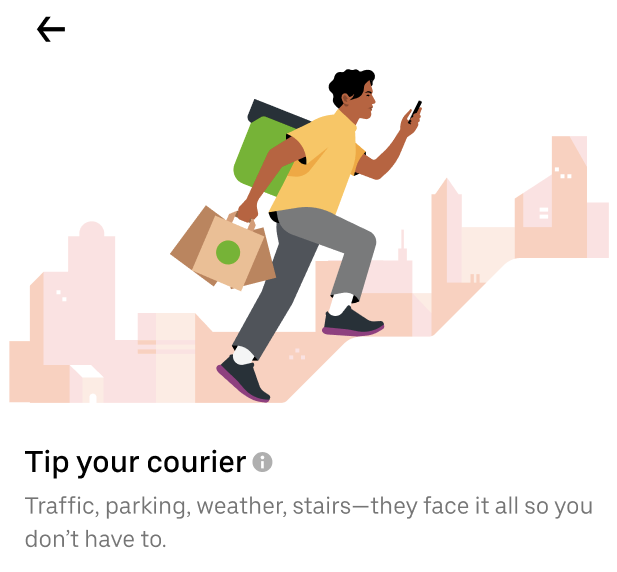 Tip your courier
Traffic, parking, weather, stairs—they face it all so you
don’t have to.